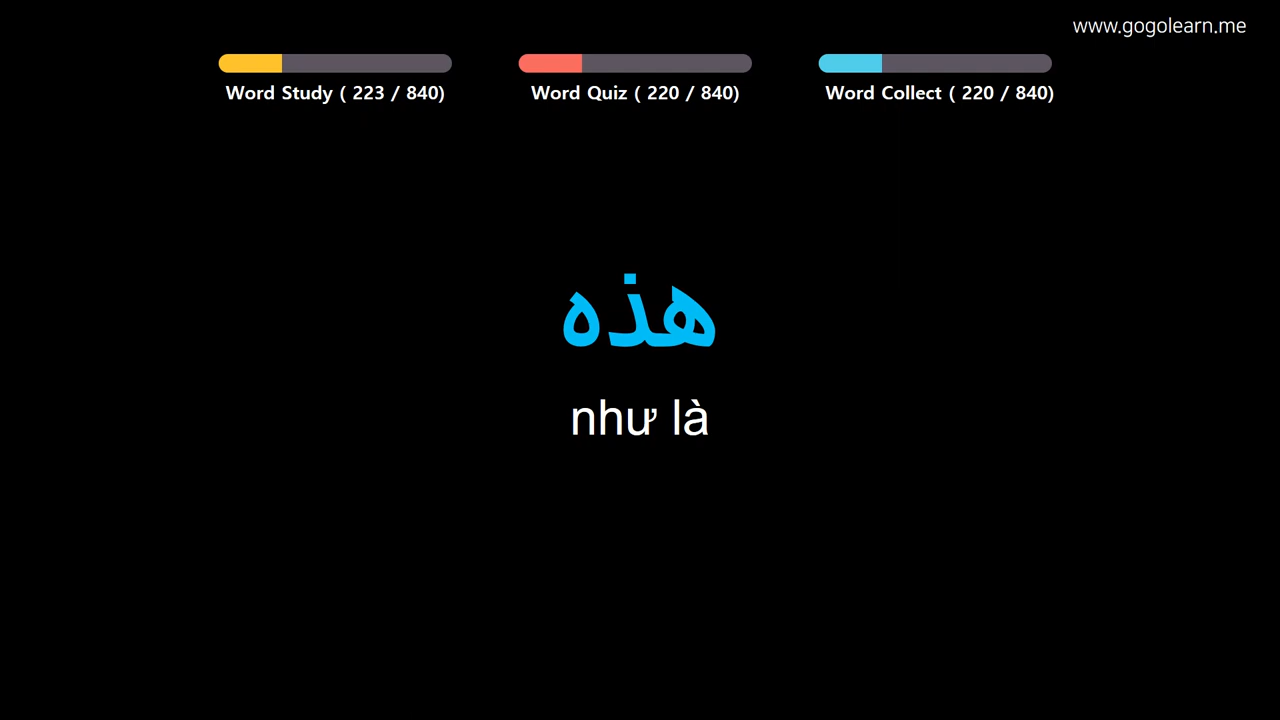 www.gogolearn.me
Word Study ( 223 / 840)
Word Quiz ( 220 / 840)
Word Collect ( 220 / 840)
هذه
như là